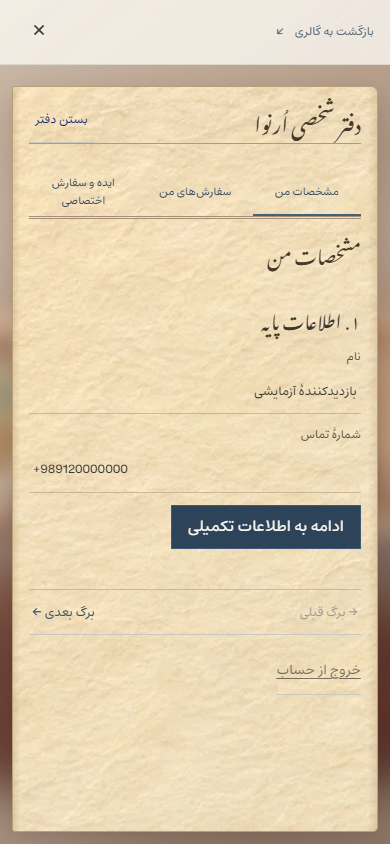 بازگشت به گالری ↙
×
دفتر شخصی اُرنوا
بستن دفتر
مشخصات من
سفارش‌های من
ایده و سفارش
اختصاصی
مشخصات من
۱. اطلاعات پایه
نام
بازدیدکنندهٔ آزمایشی
شمارهٔ تماس
+989120000000
ادامه به اطلاعات تکمیلی
→ برگ قبلی
برگ بعدی ←
خروج از حساب